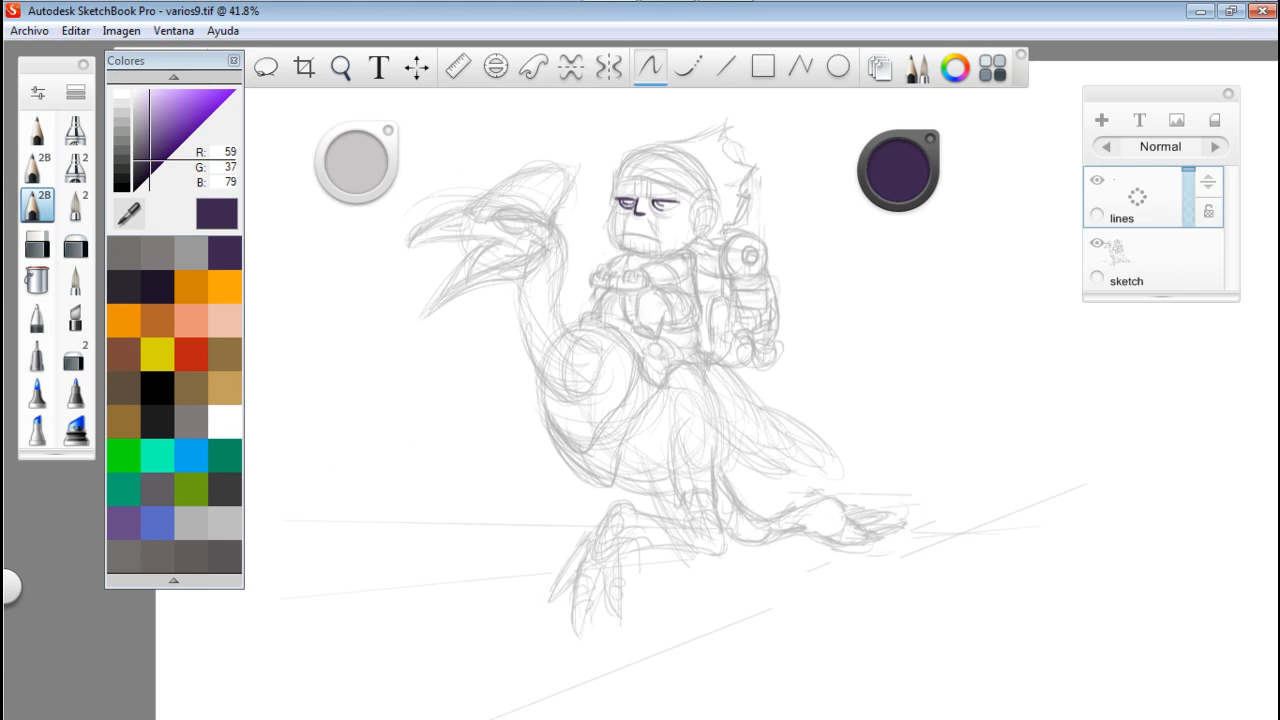 Autodesk SketchBook Pro - varios9.tif @ 41.8%
Archivo Editar Imagen Ventana Ayuda
Colores
T
T
Normal
R: 59
G: 37
B: 79
2
2B 2
2B 2
2
lines
sketch